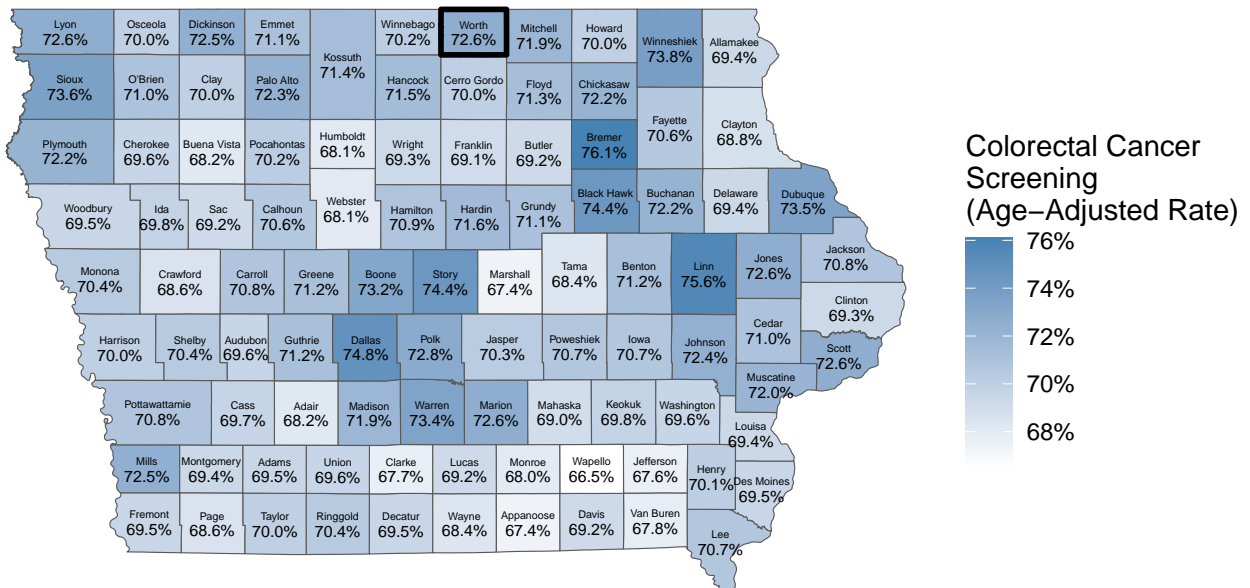 Lyon
72.6%
Osceola
70.0%
Dickinson
72.5%
Emmet
71.1%
Kossuth
71.4%
Winnebago
70.2%
Worth
72.6%
Mitchell
71.9%
Howard
70.0%
Winneshiek
73.8%
Allamakee
69.4%
Sioux
73.6%
O'Brien
71.0%
Clay
70.0%
Palo Alto
72.3%
Hancock
71.5%
Cerro Gordo
70.0%
Floyd
71.3%
Chickasaw
72.2%
Fayette
70.6%
Clayton
68.8%
Plymouth
72.2%
Cherokee
69.6%
Buena Vista
68.2%
Pocahontas
70.2%
Humboldt
68.1%
Wright
69.3%
Franklin
69.1%
Butler
69.2%
Bremer
76.1%
Woodbury
69.5%
Ida
69.8%
Sac
69.2%
Calhoun
70.6%
Webster
68.1%
Hamilton
70.9%
Hardin
71.6%
Grundy
71.1%
Black Hawk
74.4%
Buchanan
72.2%
Delaware
69.4%
Dubuque
73.5%
Monona
70.4%
Crawford
68.6%
Carroll
70.8%
Greene
71.2%
Boone
73.2%
Story
74.4%
Marshall
67.4%
Tama
68.4%
Benton
71.2%
Linn
75.6%
Jones
72.6%
Jackson
70.8%
Clinton
69.3%
Harrison
70.0%
Shelby
70.4%
Audubon
69.6%
Guthrie
71.2%
Dallas
74.8%
Polk
72.8%
Jasper
70.3%
Poweshiek
70.7%
Iowa
70.7%
Johnson
72.4%
Cedar
71.0%
Scott
72.6%
Muscatine
72.0%
Pottawattamie
70.8%
Cass
69.7%
Adair
68.2%
Madison
71.9%
Warren
73.4%
Marion
72.6%
Mahaska
69.0%
Keokuk
69.8%
Washington
69.6%
Louisa
69.4%
Mills
72.5%
Montgomery
69.4%
Adams
69.5%
Union
69.6%
Clarke
67.7%
Lucas
69.2%
Monroe
68.0%
Wapello
66.5%
Jefferson
67.6%
Henry
70.1%
Des Moines
69.5%
Fremont
69.5%
Page
68.6%
Taylor
70.0%
Ringgold
70.4%
Decatur
69.5%
Wayne
68.4%
Appanoose
67.4%
Davis
69.2%
Van Buren
67.8%
Lee
70.7%
Colorectal Cancer
Screening
(Age−Adjusted Rate)
76%
74%
72%
70%
68%